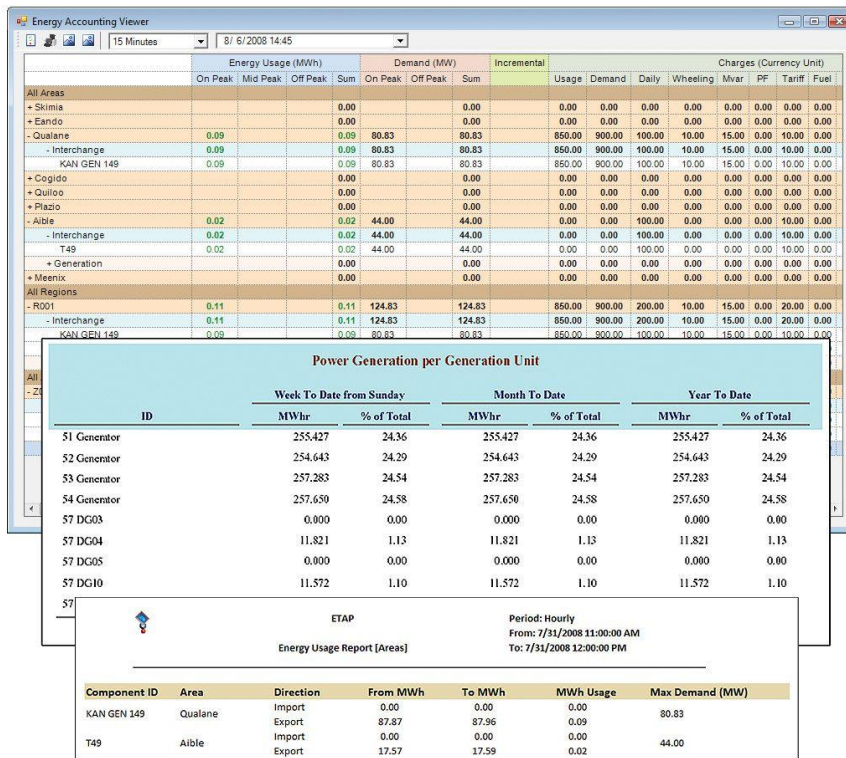 Energy Accounting Viewer
15 Minutes 8/ 6/2008 14:45
Energy Usage (MWh) Demand (MW) Incremental Charges (Currency Unit)
On Peak Mid Peak Off Peak Sum On Peak Off Peak Sum Usage Demand Daily Wheeling Mvar PF Tariff Fuel
All Areas
+ Skimia 0.00 0.00 0.00 0.00 0.00 0.00 0.00 0.00 0.00 0.00
+ Eando 0.00 0.00 0.00 0.00 0.00 0.00 0.00 0.00 0.00 0.00
- Qualane 0.09 0.09 80.83 80.83 850.00 900.00 100.00 10.00 15.00 0.00 10.00 0.00
- Interchange 0.09 0.09 80.83 80.83 850.00 900.00 100.00 10.00 15.00 0.00 10.00 0.00
KAN GEN 149 0.09 0.09 80.83 80.83 850.00 900.00 100.00 10.00 15.00 0.00 10.00 0.00
+ Cogido 0.00 0.00 0.00 0.00 0.00 0.00 0.00 0.00 0.00 0.00
+ Quiloo 0.00 0.00 0.00 0.00 0.00 0.00 0.00 0.00 0.00 0.00
+ Plazio 0.00 0.00 0.00 0.00 0.00 0.00 0.00 0.00 0.00 0.00
- Aible 0.02 0.02 44.00 44.00 0.00 0.00 100.00 0.00 0.00 0.00 10.00 0.00
- Interchange 0.02 0.02 44.00 44.00 0.00 0.00 100.00 0.00 0.00 0.00 10.00 0.00
T49 0.02 0.02 44.00 44.00 0.00 0.00 100.00 0.00 0.00 0.00 10.00 0.00
+ Generation 0.00 0.00 0.00 0.00 0.00 0.00 0.00 0.00 0.00 0.00
+ Meenix 0.00 0.00 0.00 0.00 0.00 0.00 0.00 0.00 0.00 0.00
All Regions
- R001 0.11 0.11 124.83 124.83 850.00 900.00 200.00 10.00 15.00 0.00 20.00 0.00
- Interchange 0.11 0.11 124.83 124.83 850.00 900.00 200.00 10.00 15.00 0.00 20.00 0.00
KAN GEN 149 0.09 0.09 80.83 80.83 850.00 900.00 100.00 10.00 15.00 0.00 10.00 0.00
All
Power Generation per Generation Unit
Week To Date from Sunday Month To Date Year To Date
ID MWhr % of Total MWhr % of Total MWhr % of Total
51 Generator 255.427 24.36 255.427 24.36 255.427 24.36
52 Generator 254.643 24.29 254.643 24.29 254.643 24.29
53 Generator 257.283 24.54 257.283 24.54 257.283 24.54
54 Generator 257.650 24.58 257.650 24.58 257.650 24.58
57 DG03 0.000 0.00 0.000 0.00 0.000 0.00
57 DG04 11.821 1.13 11.821 1.13 11.821 1.13
57 DG05 0.000 0.00 0.000 0.00 0.000 0.00
57 DG10 11.572 1.10 11.572 1.10 11.572 1.10
57
ETAP Period: Hourly
From: 7/31/2008 11:00:00 AM
Energy Usage Report [Areas] To: 7/31/2008 12:00:00 PM
Component ID Area Direction From MWh To MWh MWh Usage Max Demand (MW)
KAN GEN 149 Qualane Import 0.00 0.00 0.00 80.83
Export 87.87 87.96 0.09
T49 Aible Import 0.00 0.00 0.00 44.00
Export 17.57 17.59 0.02